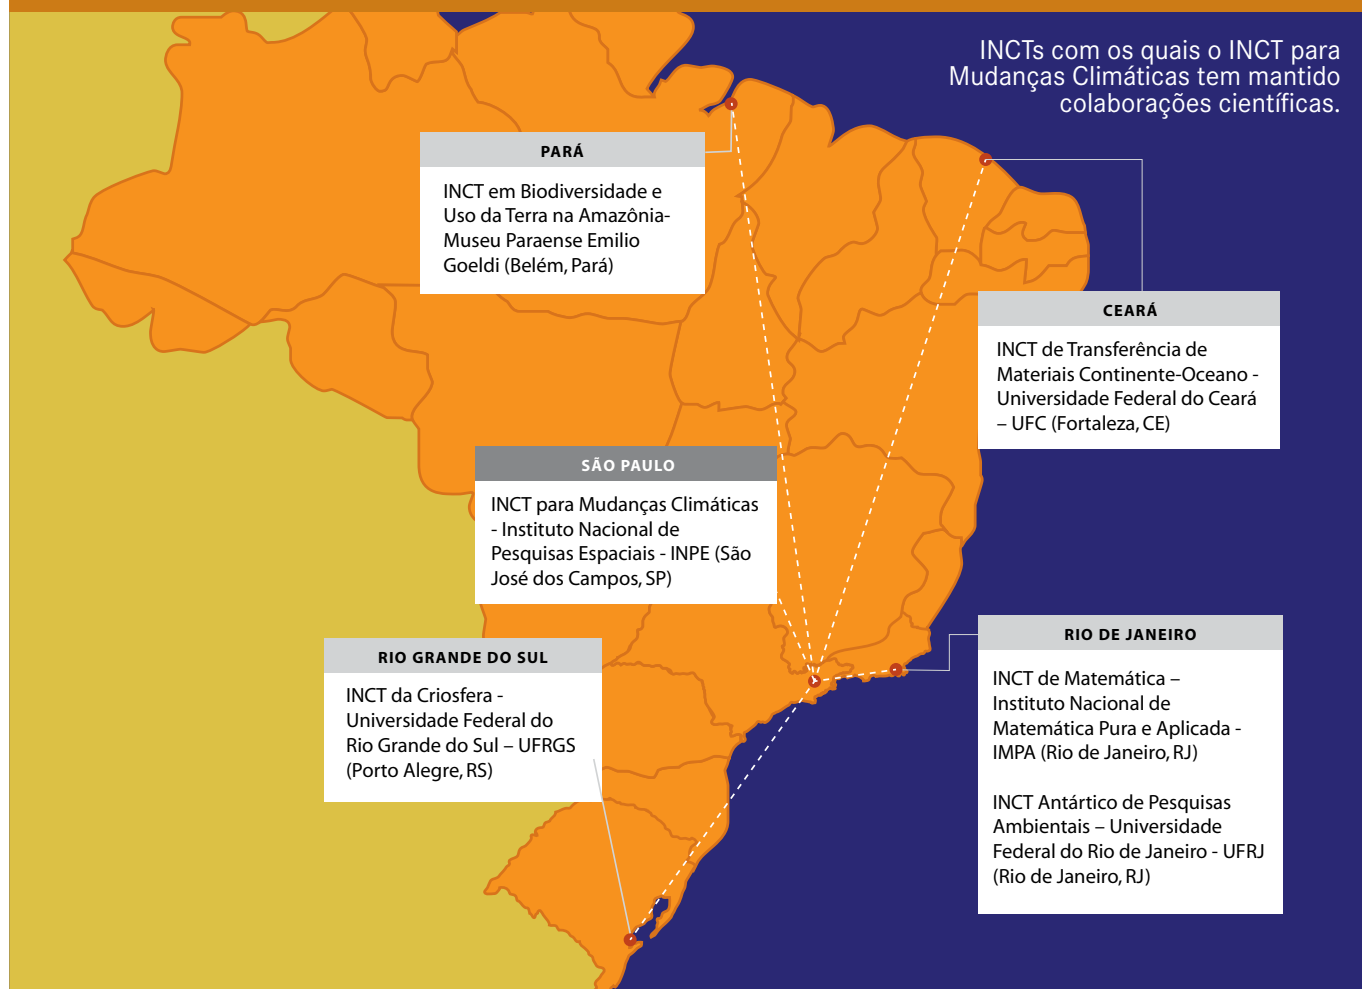 INCTs com os quais o INCT para
Mudanças Climáticas tem mantido
colaborações científicas.
PARÁ
INCT em Biodiversidade e
Uso da Terra na Amazônia-
Museu Paraense Emilio
Goeldi (Belém, Pará)
CEARÁ
INCT de Transferência de
Materiais Continente-Oceano -
Universidade Federal do Ceará
– UFC (Fortaleza, CE)
SÃO PAULO
INCT para Mudanças Climáticas
- Instituto Nacional de
Pesquisas Espaciais - INPE (São
José dos Campos, SP)
RIO GRANDE DO SUL
INCT da Criosfera -
Universidade Federal do
Rio Grande do Sul – UFRGS
(Porto Alegre, RS)
RIO DE JANEIRO
INCT de Matemática –
Instituto Nacional de
Matemática Pura e Aplicada -
IMPA (Rio de Janeiro, RJ)
INCT Antártico de Pesquisas
Ambientais – Universidade
Federal do Rio de Janeiro - UFRJ
(Rio de Janeiro, RJ)